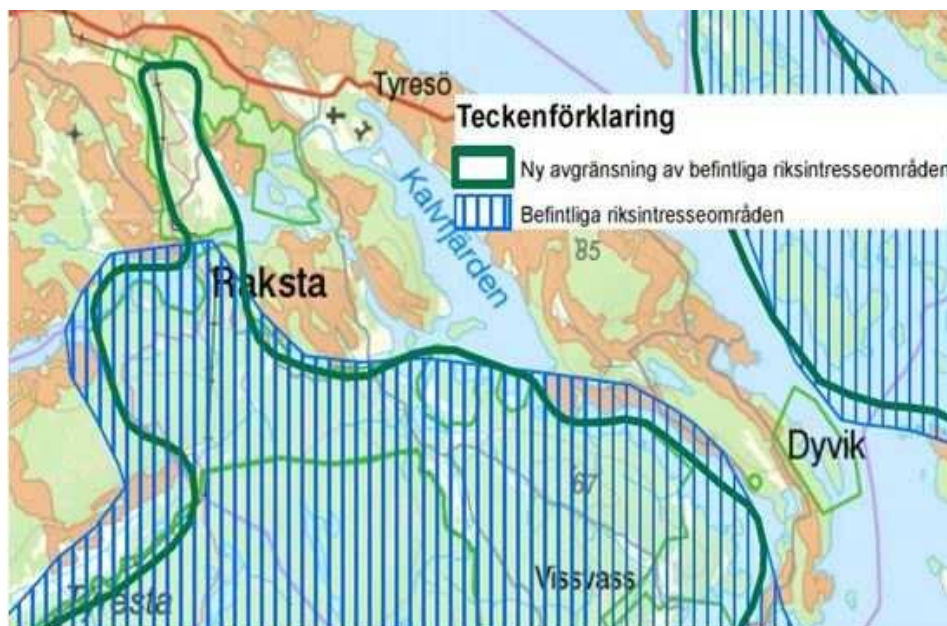 Tyresö
Teckenförklaring
Ny avgränsning av befintliga riksintresseområden
Befintliga riksintresseområden
Kalvfjärden
85
Raksta
Dyvik
67
Vissvass
Tyresta